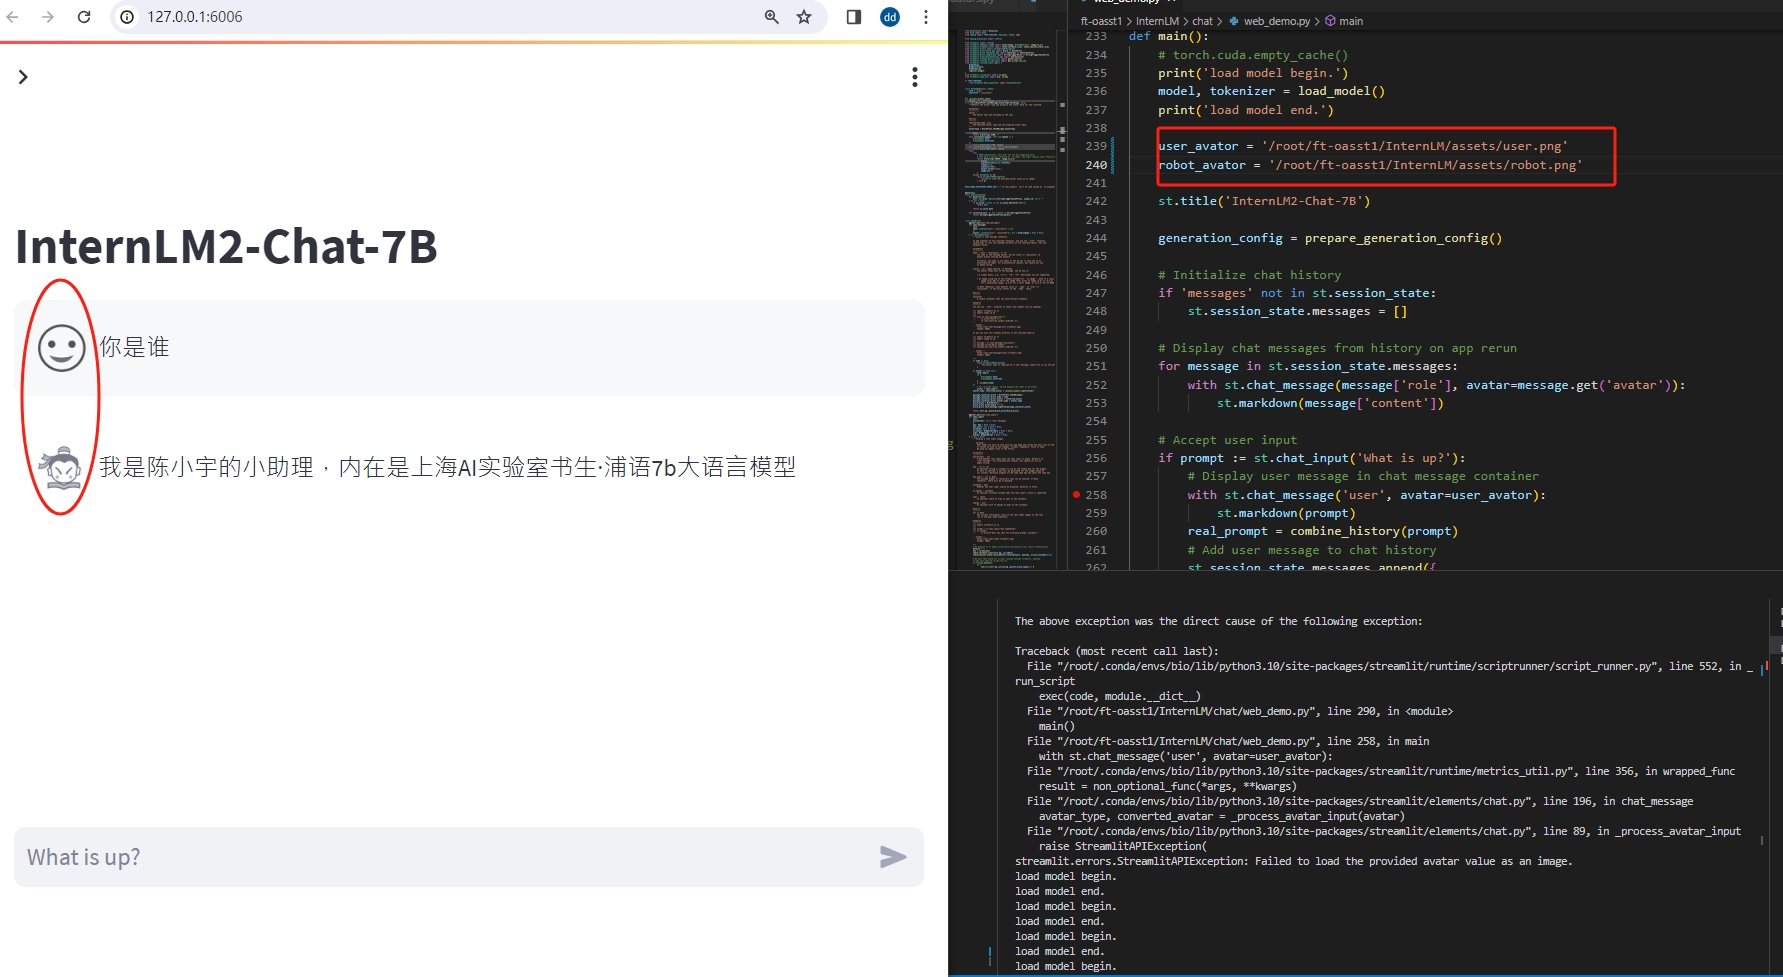 127.0.0.1:6006
dd
InternLM2-Chat-7B
你是谁
我是陈小宇的小助理，内在是上海AI实验室书生·浦语7b大语言模型
What is up?
web_demo.py
ft-oasst1 > InternLM > chat > web_demo.py > main
233 def main():
234 # torch.cuda.empty_cache()
235 print('load model begin.')
236 model, tokenizer = load_model()
237 print('load model end.')
238
239 user_avator = '/root/ft-oasst1/InternLM/assets/user.png'
240 robot_avator = '/root/ft-oasst1/InternLM/assets/robot.png'
241
242 st.title('InternLM2-Chat-7B')
243
244 generation_config = prepare_generation_config()
245
246 # Initialize chat history
247 if 'messages' not in st.session_state:
248 st.session_state.messages = []
249
250 # Display chat messages from history on app rerun
251 for message in st.session_state.messages:
252 with st.chat_message(message['role'], avatar=message.get('avatar')):
253 st.markdown(message['content'])
254
255 # Accept user input
256 if prompt := st.chat_input('What is up?'):
257 # Display user message in chat message container
258 with st.chat_message('user', avatar=user_avator):
259 st.markdown(prompt)
260 real_prompt = combine_history(prompt)
261 # Add user message to chat history
262 st.session_state.messages.append({
The above exception was the direct cause of the following exception:
Traceback (most recent call last):
File "/root/.conda/envs/bio/lib/python3.10/site-packages/streamlit/runtime/scriptrunner/script_runner.py", line 552, in _
run_script
exec(code, module.__dict__)
File "/root/ft-oasst1/InternLM/chat/web_demo.py", line 290, in <module>
main()
File "/root/ft-oasst1/InternLM/chat/web_demo.py", line 258, in main
with st.chat_message('user', avatar=user_avator):
File "/root/.conda/envs/bio/lib/python3.10/site-packages/streamlit/runtime/metrics_util.py", line 356, in wrapped_func
result = non_optional_func(*args, **kwargs)
File "/root/.conda/envs/bio/lib/python3.10/site-packages/streamlit/elements/chat.py", line 196, in chat_message
avatar_type, converted_avatar = _process_avatar_input(avatar)
File "/root/.conda/envs/bio/lib/python3.10/site-packages/streamlit/elements/chat.py", line 89, in _process_avatar_input
raise StreamlitAPIException(
streamlit.errors.StreamlitAPIException: Failed to load the provided avatar value as an image.
load model begin.
load model end.
load model begin.
load model end.
load model begin.
load model end.
load model begin.